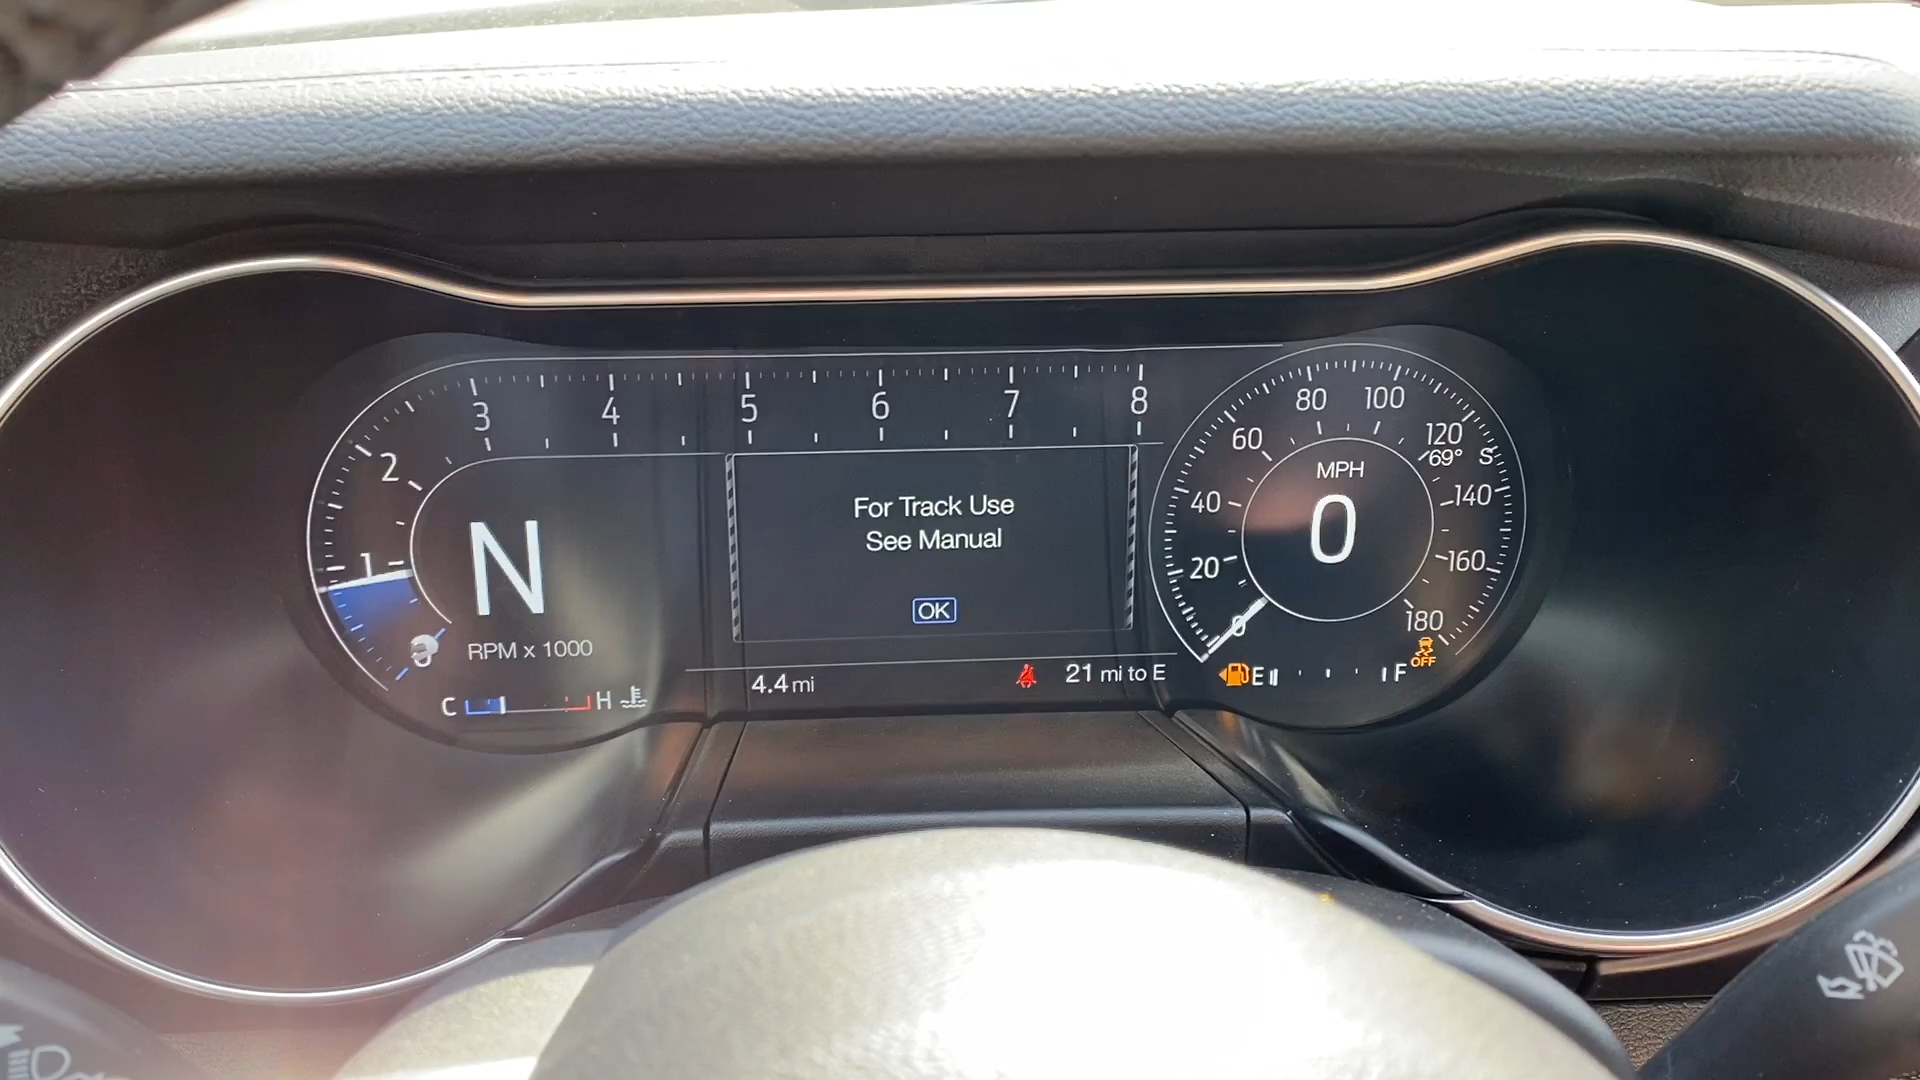 3 4 5 6 7 8
2
1
0
N
RPM x 1000
C H
For Track Use
See Manual
OK
4.4 mi
21 mi to E
80 100
60 120
69° S
40 140
MPH
0
20 160
0 180
E F
OFF